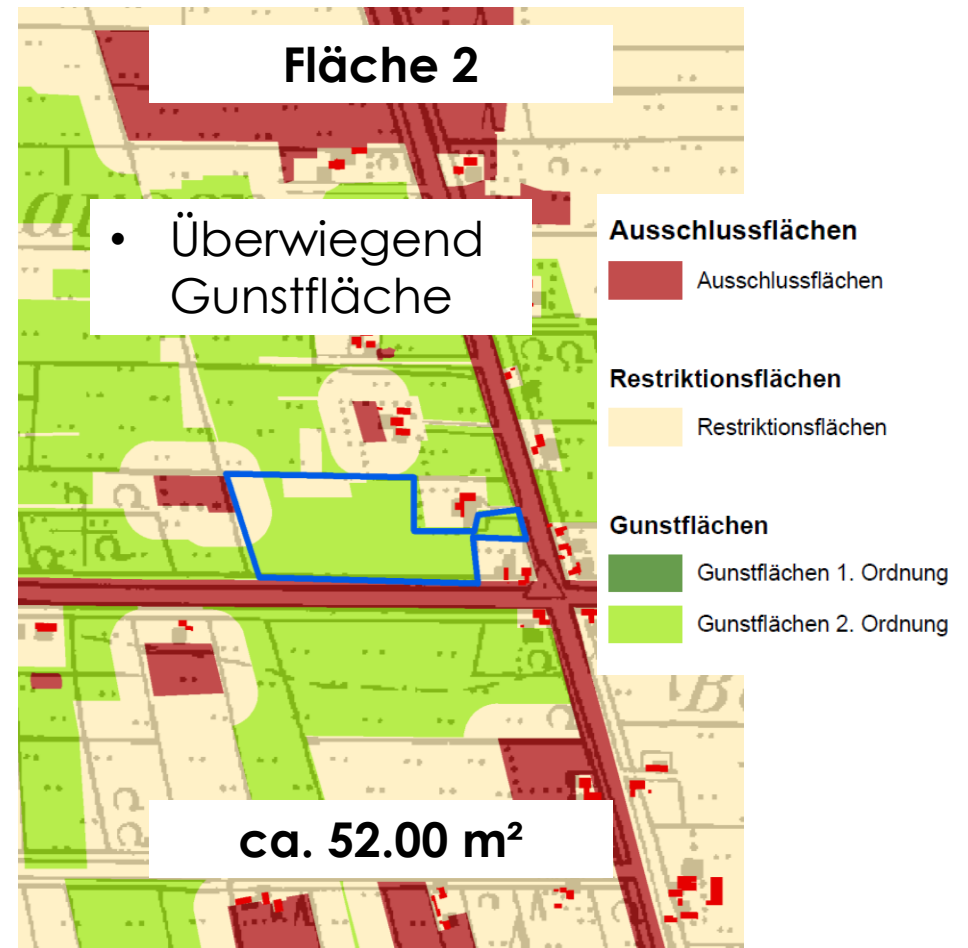 Fläche 2
• Überwiegend
Gunstfläche
Ausschlussflächen
Ausschlussflächen
Restriktionsflächen
Restriktionsflächen
Gunstflächen
Gunstflächen 1. Ordnung
Gunstflächen 2. Ordnung
ca. 52.00 m²